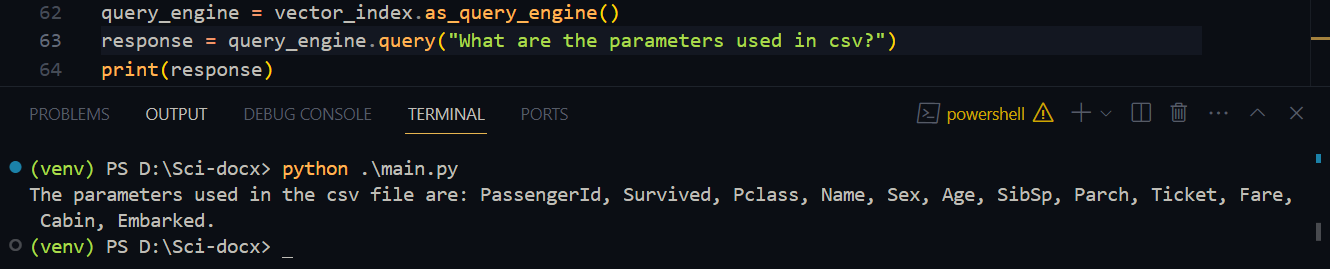 62 query_engine = vector_index.as_query_engine()
63 response = query_engine.query("What are the parameters used in csv?")
64 print(response)
PROBLEMS OUTPUT DEBUG CONSOLE TERMINAL PORTS powershell
(venv) PS D:\Sci-docx> python .\main.py
The parameters used in the csv file are: PassengerId, Survived, Pclass, Name, Sex, Age, SibSp, Parch, Ticket, Fare,
Cabin, Embarked.
(venv) PS D:\Sci-docx> _